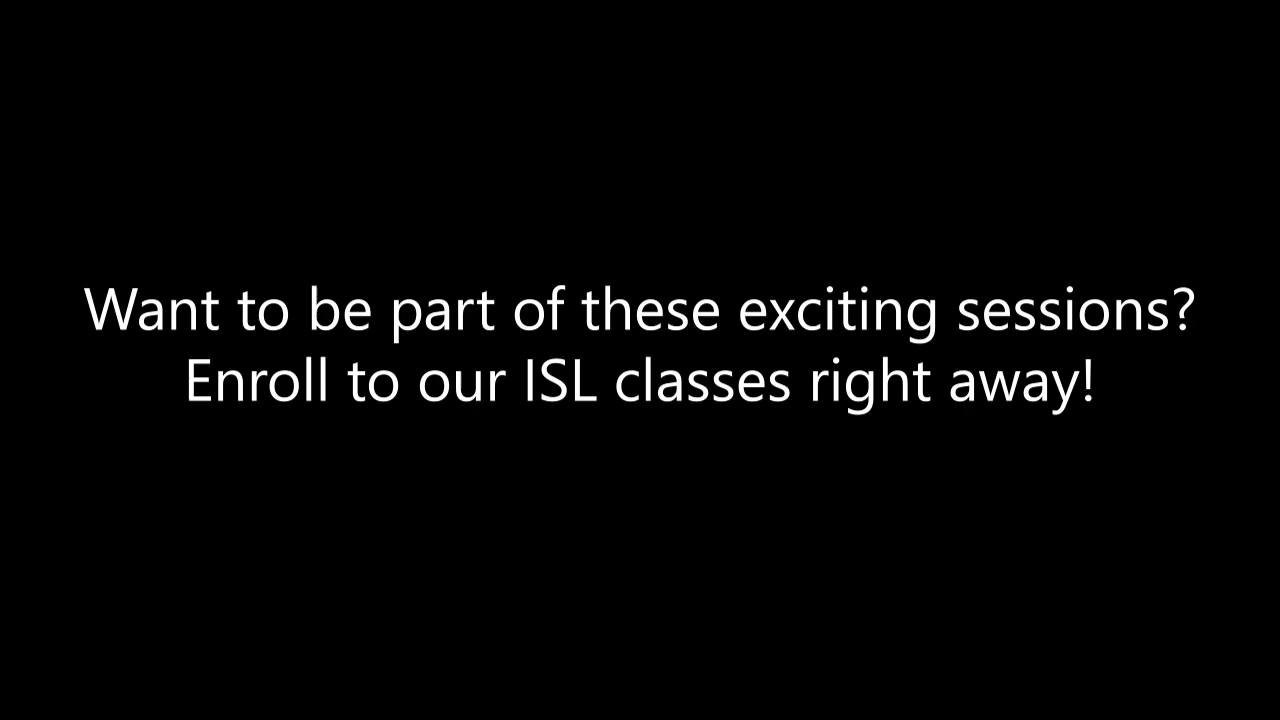 Want to be part of these exciting sessions?
Enroll to our ISL classes right away!